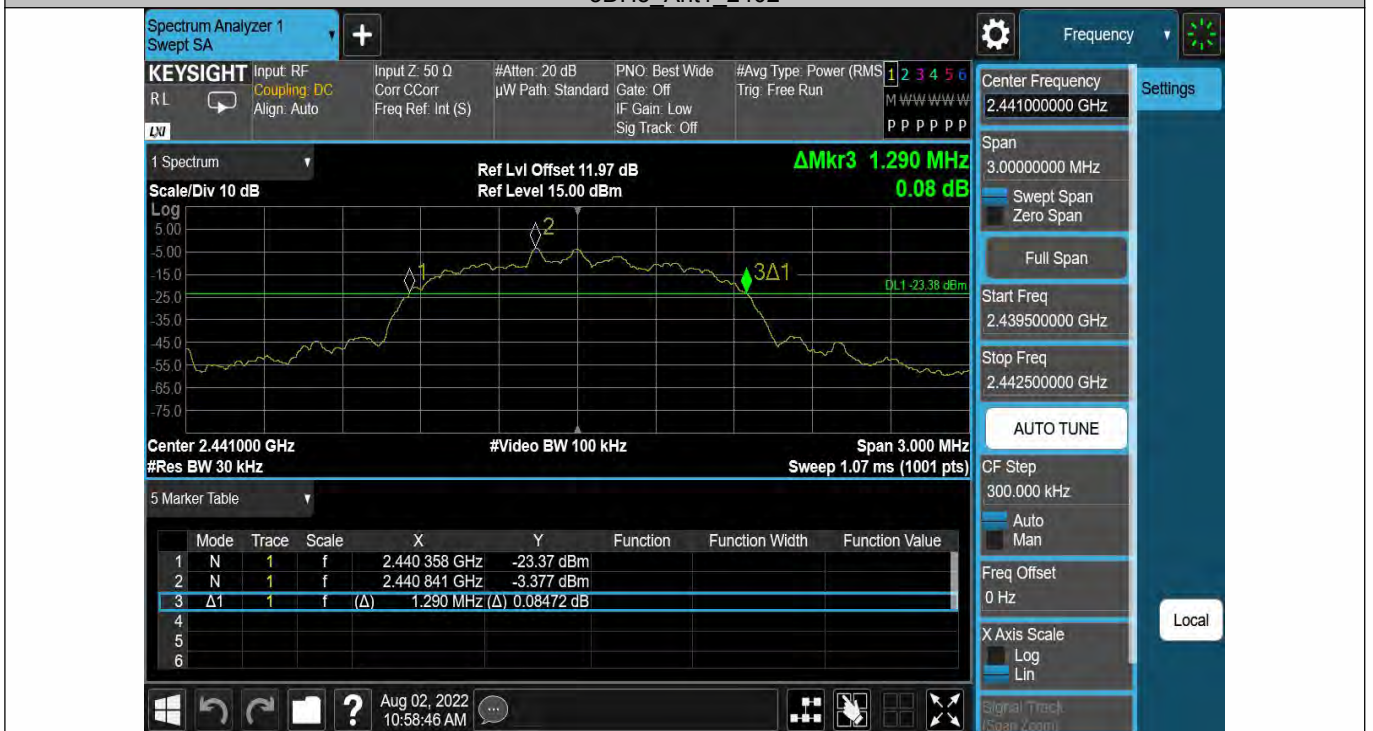 Spectrum Analyzer 1
Swept SA
+
Frequency
KEYSIGHT
RL
LXI
Input: RF
Coupling: DC
Align: Auto
Input Z: 50 Ω
Corr CCorr
Freq Ref: Int (S)
#Atten: 20 dB
µW Path: Standard
PNO: Best Wide
Gate: Off
IF Gain: Low
Sig Track: Off
#Avg Type: Power (RMS
Trig: Free Run
1 2 3 4 5 6
M W W W W W
P P P P P P
Center Frequency
2.441000000 GHz
Settings
Span
3.00000000 MHz
Swept Span
Zero Span
Full Span
Start Freq
2.439500000 GHz
Stop Freq
2.442500000 GHz
AUTO TUNE
CF Step
300.000 kHz
Auto
Man
Freq Offset
0 Hz
X Axis Scale
Log
Lin
Signal Track
(Span Zoom)
Local
1 Spectrum
Scale/Div 10 dB
Ref Lvl Offset 11.97 dB
Ref Level 15.00 dBm
ΔMkr3 1.290 MHz
0.08 dB
Log
5.00
-5.00
-15.0
-25.0
-35.0
-45.0
-55.0
-65.0
-75.0
1
2
3Δ1
DL1 -23.38 dBm
Center 2.441000 GHz
#Video BW 100 kHz
Span 3.000 MHz
#Res BW 30 kHz
Sweep 1.07 ms (1001 pts)
5 Marker Table
Mode Trace Scale X Y Function Function Width Function Value
1 N 1 f 2.440 358 GHz -23.37 dBm
2 N 1 f 2.440 841 GHz -3.377 dBm
3 Δ1 1 f (Δ) 1.290 MHz (Δ) 0.08472 dB
4
5
6
?
Aug 02, 2022
10:58:46 AM